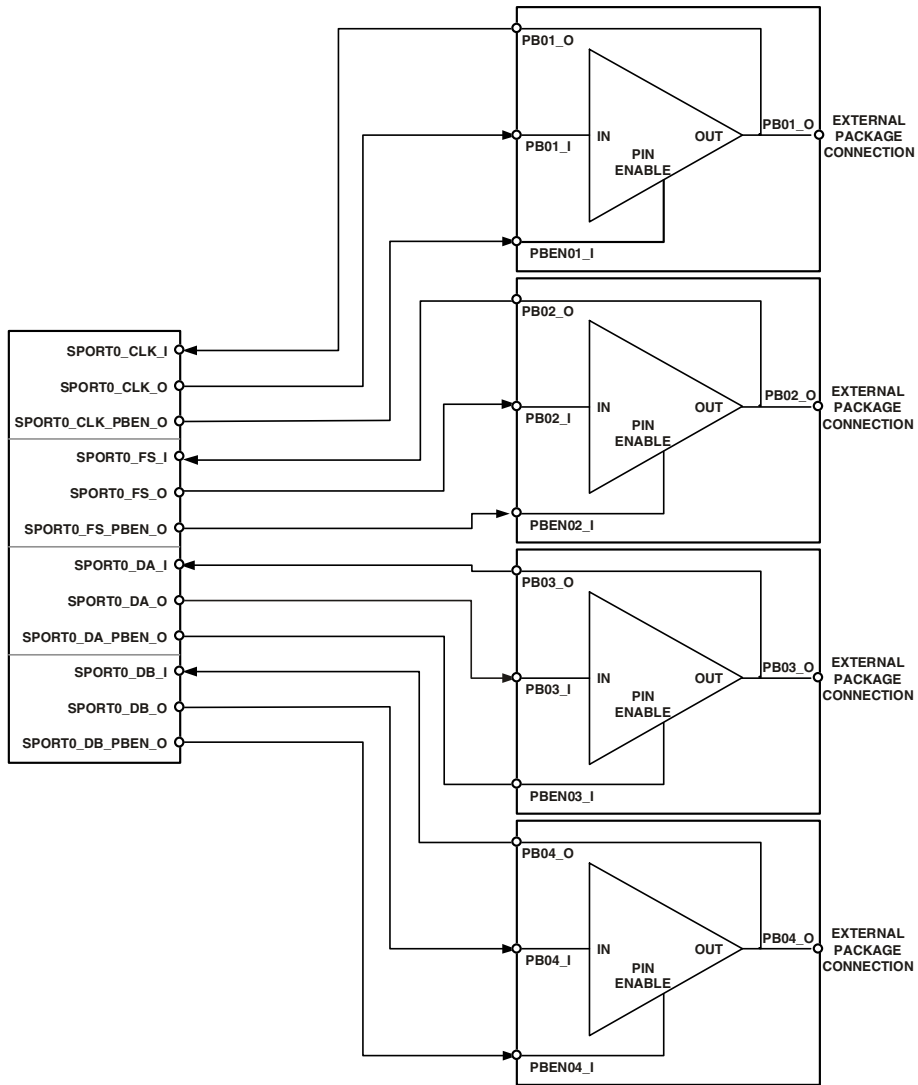 SPORT0_CLK_I
SPORT0_CLK_O
SPORT0_CLK_PBEN_O
SPORT0_FS_I
SPORT0_FS_O
SPORT0_FS_PBEN_O
SPORT0_DA_I
SPORT0_DA_O
SPORT0_DA_PBEN_O
SPORT0_DB_I
SPORT0_DB_O
SPORT0_DB_PBEN_O
PB01_O
PB01_I
PBEN01_I
IN
OUT
PIN
ENABLE
PB01_O
EXTERNAL
PACKAGE
CONNECTION
PB02_O
PB02_I
PBEN02_I
IN
OUT
PIN
ENABLE
PB02_O
EXTERNAL
PACKAGE
CONNECTION
PB03_O
PB03_I
PBEN03_I
IN
OUT
PIN
ENABLE
PB03_O
EXTERNAL
PACKAGE
CONNECTION
PB04_O
PB04_I
PBEN04_I
IN
OUT
PIN
ENABLE
PB04_O
EXTERNAL
PACKAGE
CONNECTION